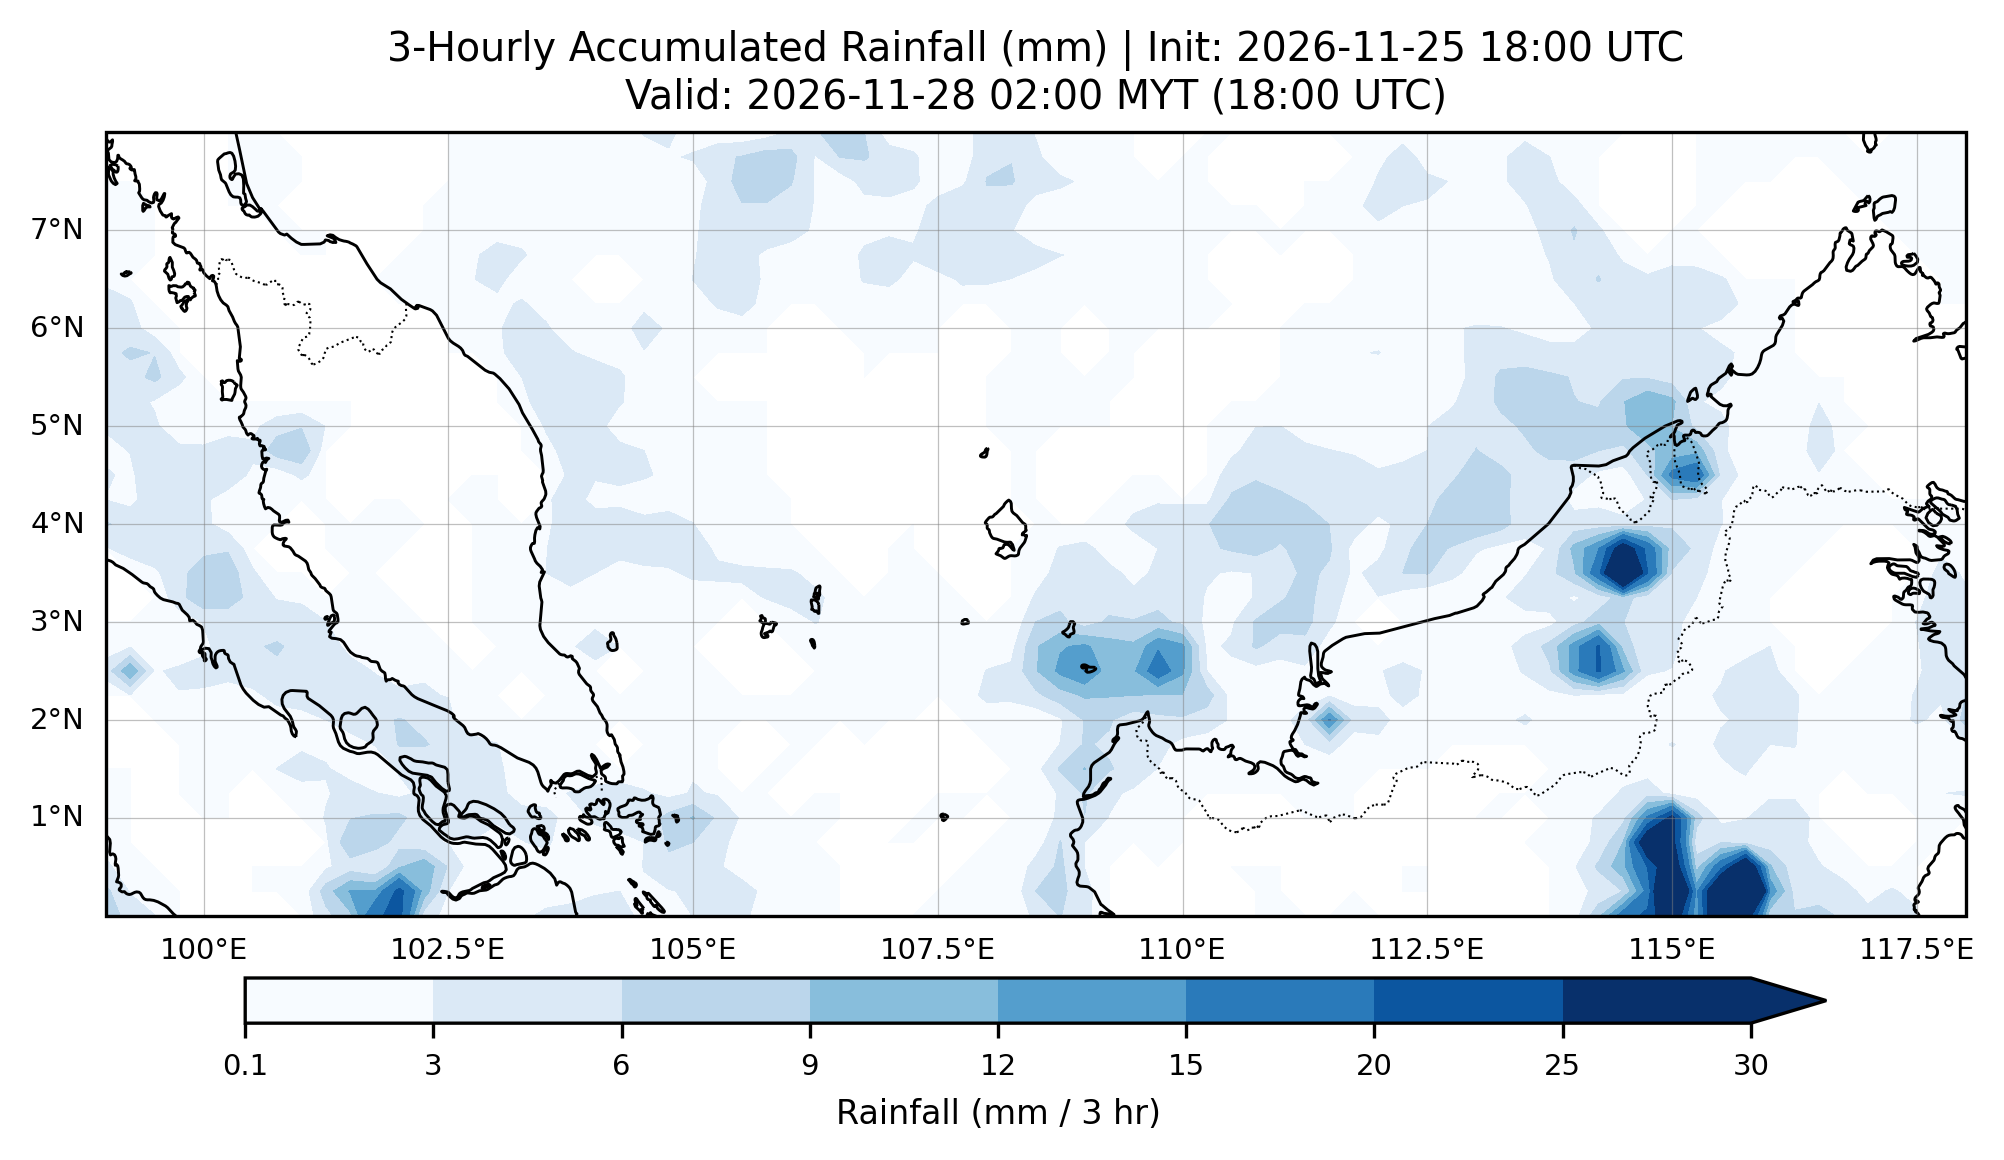 3-Hourly Accumulated Rainfall (mm) | Init: 2026-11-25 18:00 UTC
Valid: 2026-11-28 02:00 MYT (18:00 UTC)
7°N
6°N
5°N
4°N
3°N
2°N
1°N
100°E 102.5°E 105°E 107.5°E 110°E 112.5°E 115°E 117.5°E
0.1 3 6 9 12 15 20 25 30
Rainfall (mm / 3 hr)